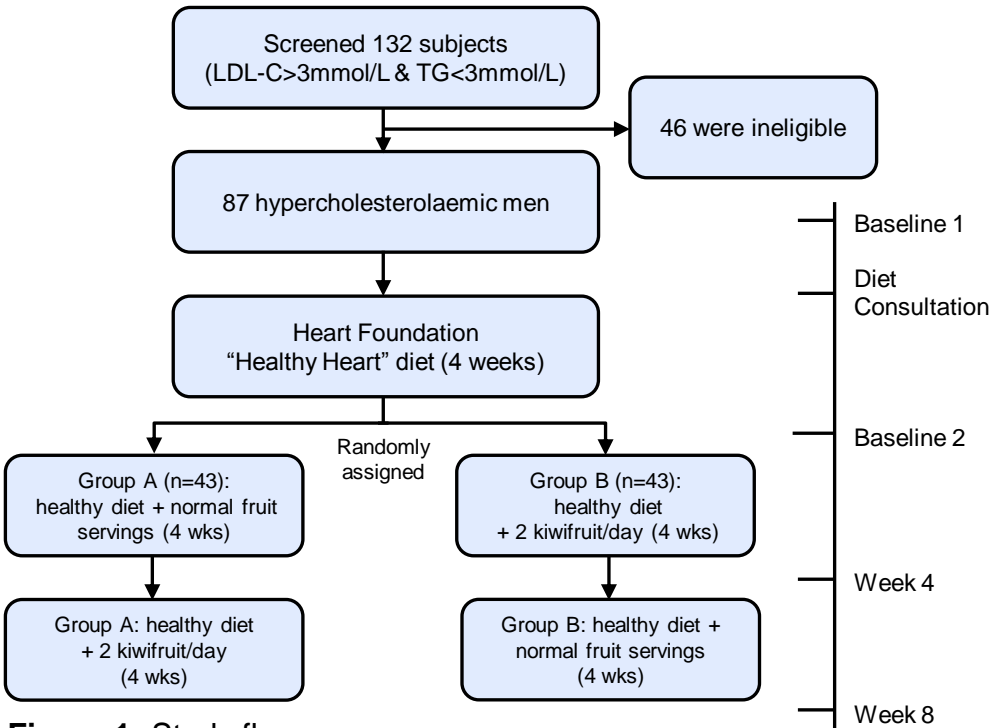 Screened 132 subjects
(LDL-C>3mmol/L & TG<3mmol/L)
46 were ineligible
87 hypercholesterolaemic men
Heart Foundation
“Healthy Heart” diet (4 weeks)
Randomly
assigned
Group A (n=43):
healthy diet + normal fruit
servings (4 wks)
Group B (n=43):
healthy diet
+ 2 kiwifruit/day (4 wks)
Group A: healthy diet
+ 2 kiwifruit/day
(4 wks)
Group B: healthy diet +
normal fruit servings
(4 wks)
Baseline 1
Diet
Consultation
Baseline 2
Week 4
Week 8